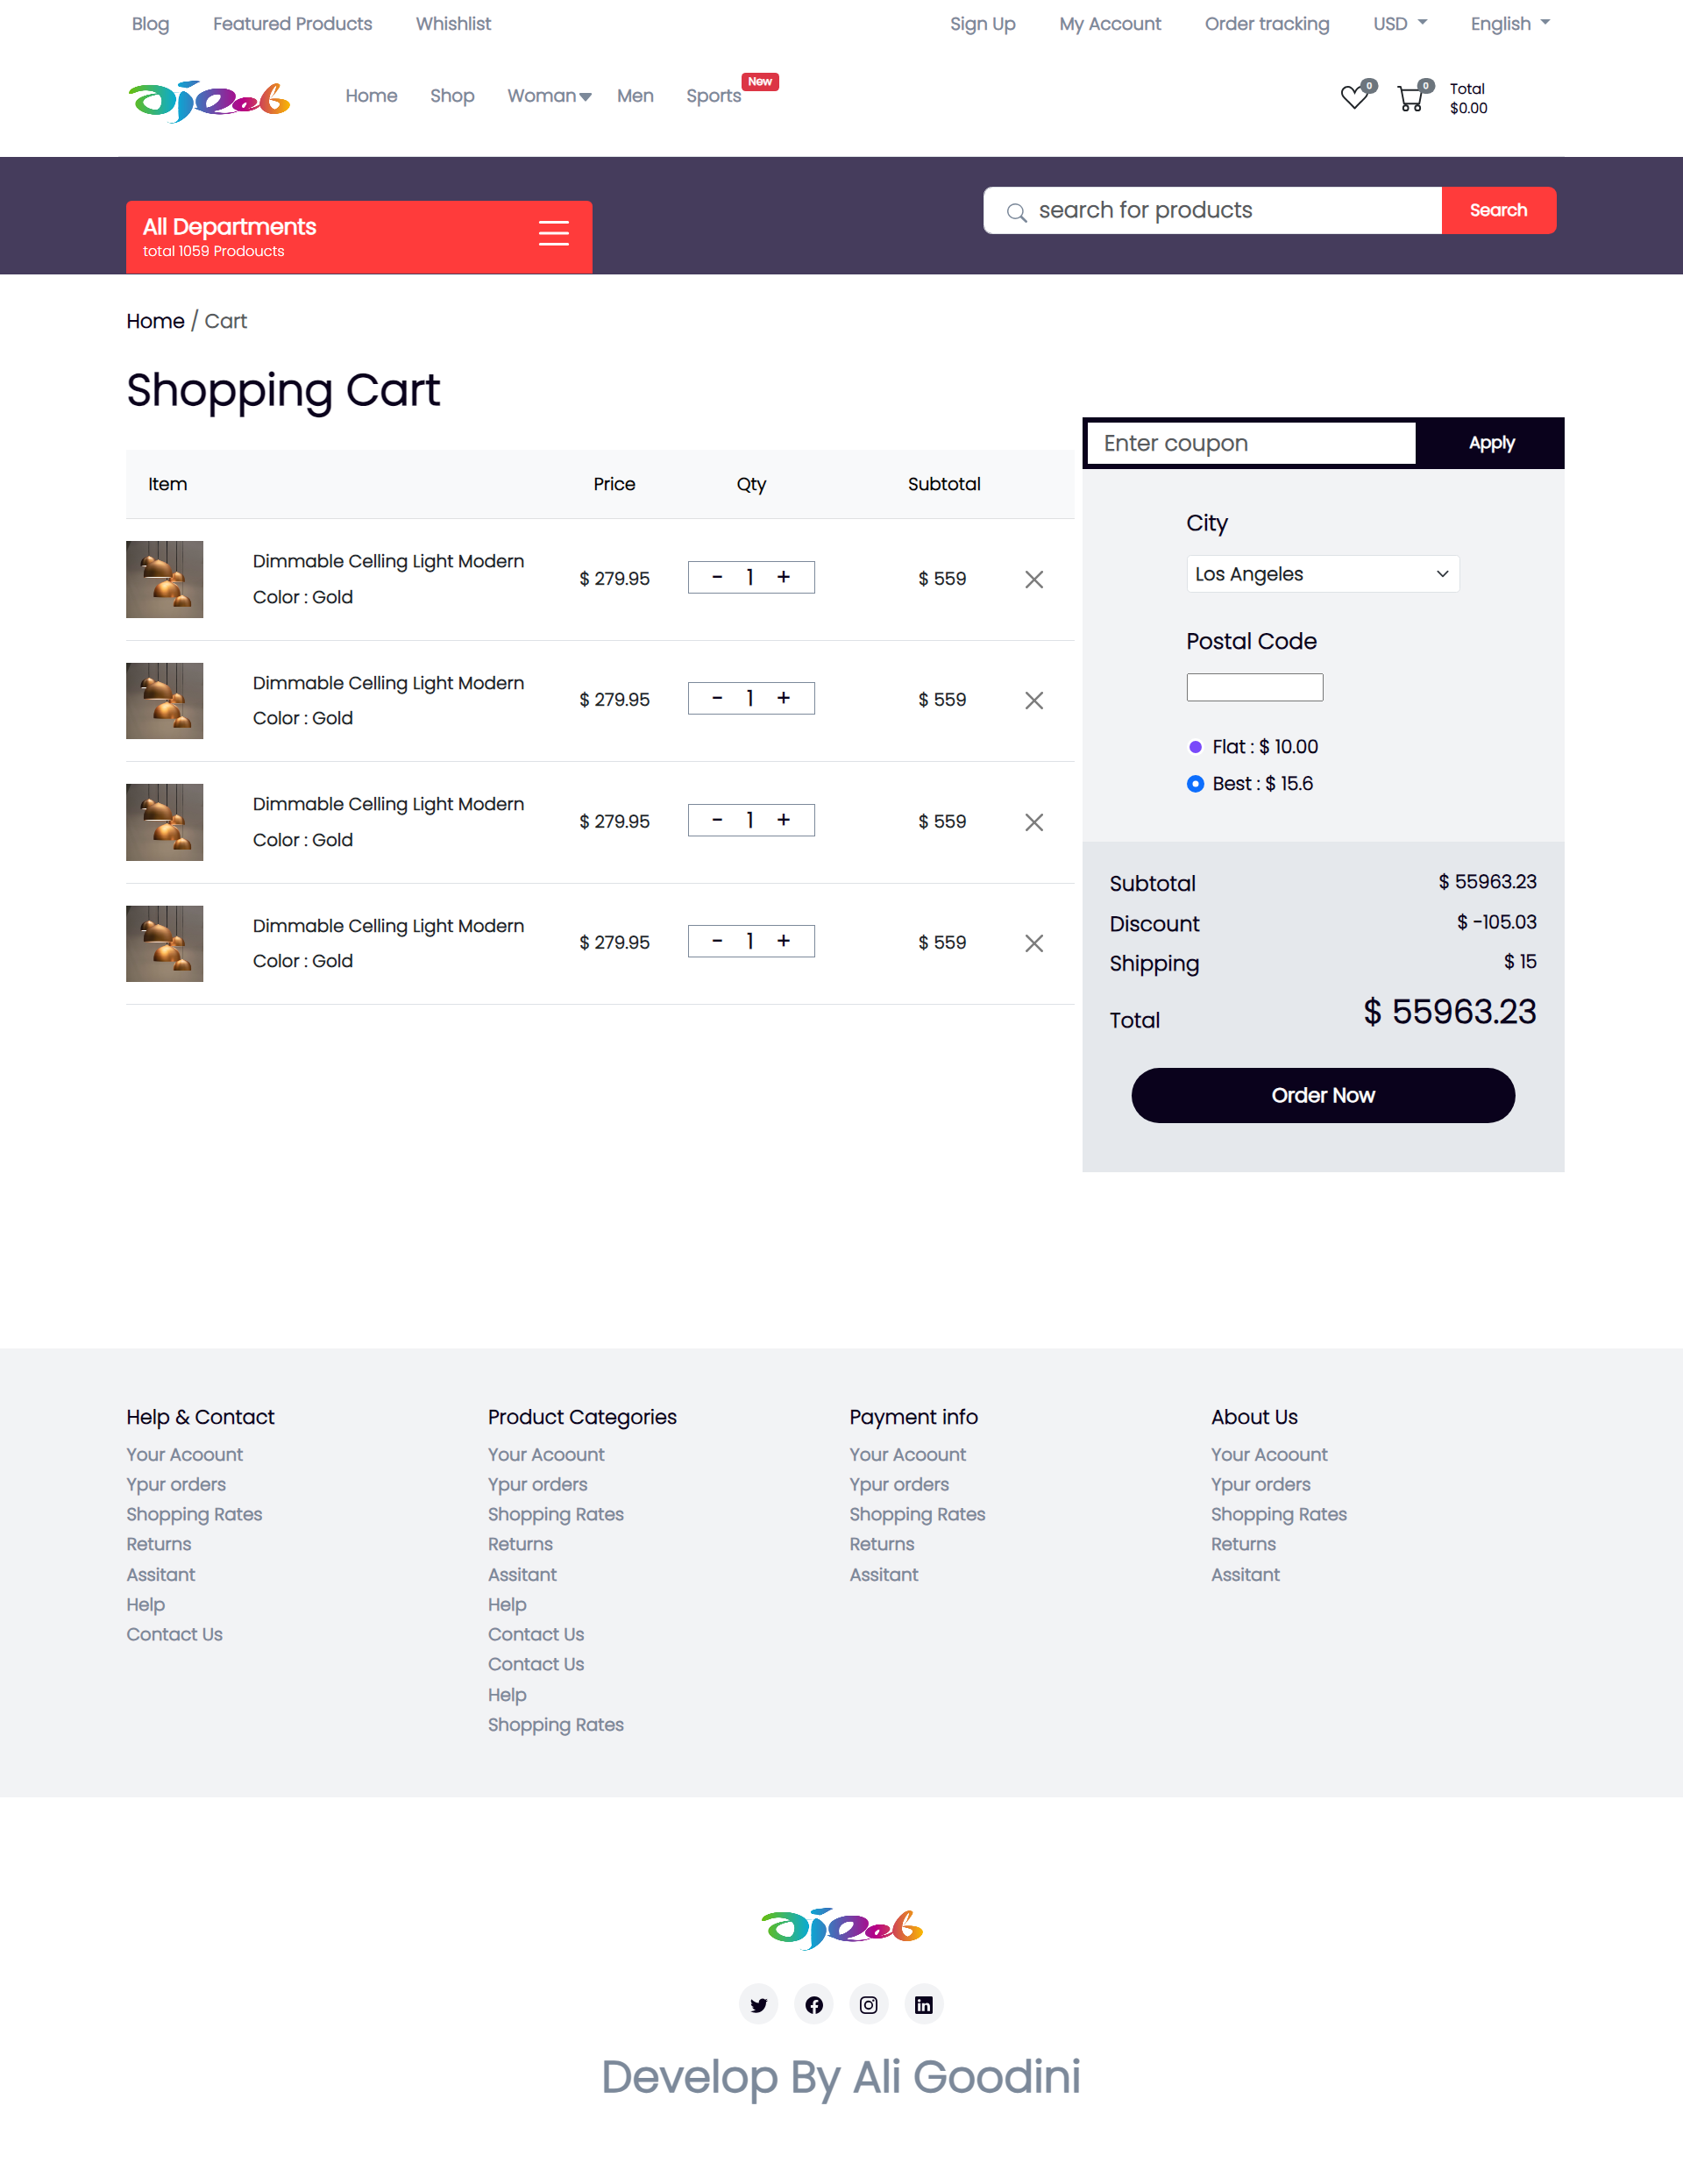 Blog Featured Products Whishlist Sign Up My Account Order tracking USD English
ajeeb Home Shop Woman Men Sports New 0 0 Total
$0.00
All Departments
total 1059 Prodoucts
search for products Search
Home / Cart
Shopping Cart
Enter coupon Apply
Item Price Qty Subtotal
Dimmable Celling Light Modern
Color : Gold
$ 279.95 - 1 + $ 559
Dimmable Celling Light Modern
Color : Gold
$ 279.95 - 1 + $ 559
Dimmable Celling Light Modern
Color : Gold
$ 279.95 - 1 + $ 559
Dimmable Celling Light Modern
Color : Gold
$ 279.95 - 1 + $ 559
City
Los Angeles
Postal Code
Flat : $ 10.00
Best : $ 15.6
Subtotal $ 55963.23
Discount $ -105.03
Shipping $ 15
Total $ 55963.23
Order Now
Help & Contact
Your Acoount
Ypur orders
Shopping Rates
Returns
Assitant
Help
Contact Us
Product Categories
Your Acoount
Ypur orders
Shopping Rates
Returns
Assitant
Help
Contact Us
Contact Us
Help
Shopping Rates
Payment info
Your Acoount
Ypur orders
Shopping Rates
Returns
Assitant
About Us
Your Acoount
Ypur orders
Shopping Rates
Returns
Assitant
ajeeb
Develop By Ali Goodini